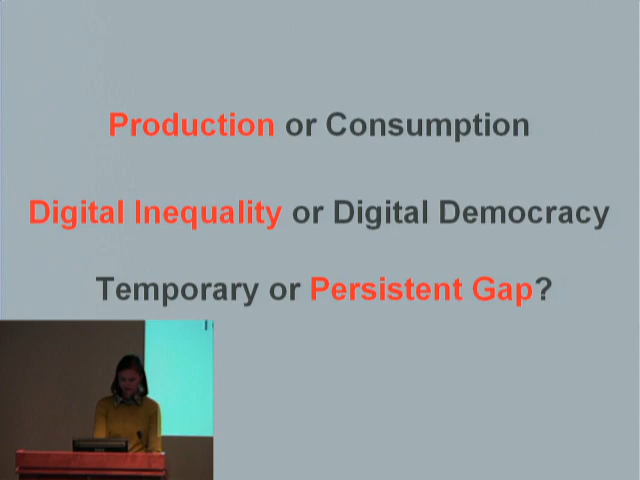 Production or Consumption
Digital Inequality or Digital Democracy
Temporary or Persistent Gap?